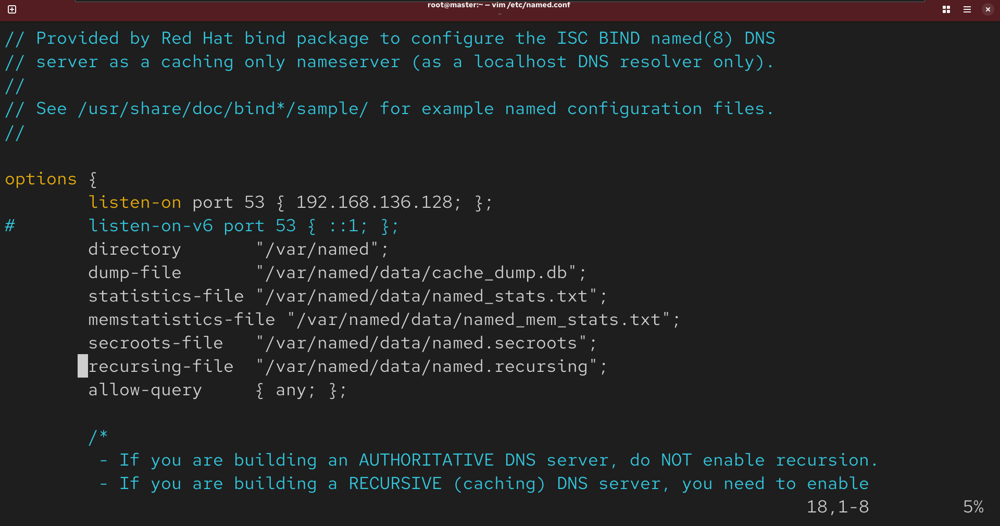 root@master:~ — vim /etc/named.conf
~
// Provided by Red Hat bind package to configure the ISC BIND named(8) DNS
// server as a caching only nameserver (as a localhost DNS resolver only).
//
// See /usr/share/doc/bind*/sample/ for example named configuration files.
//
options {
        listen-on port 53 { 192.168.136.128; };
#       listen-on-v6 port 53 { ::1; };
        directory       "/var/named";
        dump-file       "/var/named/data/cache_dump.db";
        statistics-file "/var/named/data/named_stats.txt";
        memstatistics-file "/var/named/data/named_mem_stats.txt";
        secroots-file   "/var/named/data/named.secroots";
        recursing-file  "/var/named/data/named.recursing";
        allow-query     { any; };
        /*
         - If you are building an AUTHORITATIVE DNS server, do NOT enable recursion.
         - If you are building a RECURSIVE (caching) DNS server, you need to enable
18,1-8         5%